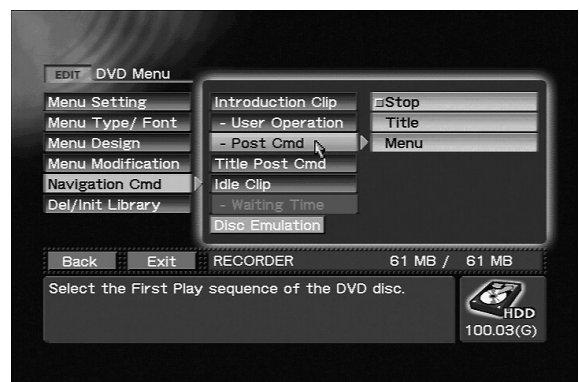 EDIT DVD Menu
Menu Setting
Menu Type/ Font
Menu Design
Menu Modification
Navigation Cmd
Del/Init Library
Introduction Clip
- User Operation
- Post Cmd
Title Post Cmd
Idle Clip
- Waiting Time
Disc Emulation
Stop
Title
Menu
Back Exit RECORDER 61 MB / 61 MB
Select the First Play sequence of the DVD disc.
HDD
100.03(G)